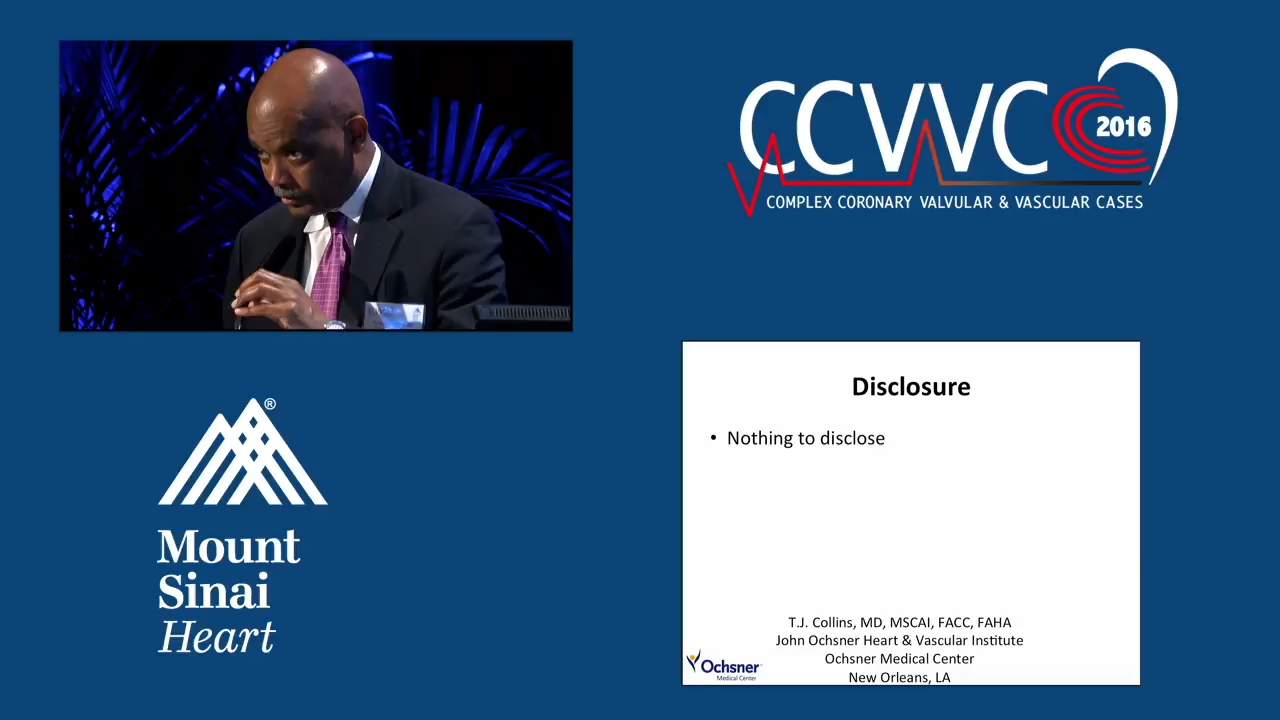 CCVVC
2016
COMPLEX CORONARY VALVULAR & VASCULAR CASES
®
Mount
Sinai
Heart
Disclosure
• Nothing to disclose
T.J. Collins, MD, MSCAI, FACC, FAHA
John Ochsner Heart & Vascular Institute
Ochsner Medical Center
New Orleans, LA
Ochsner
Medical Center